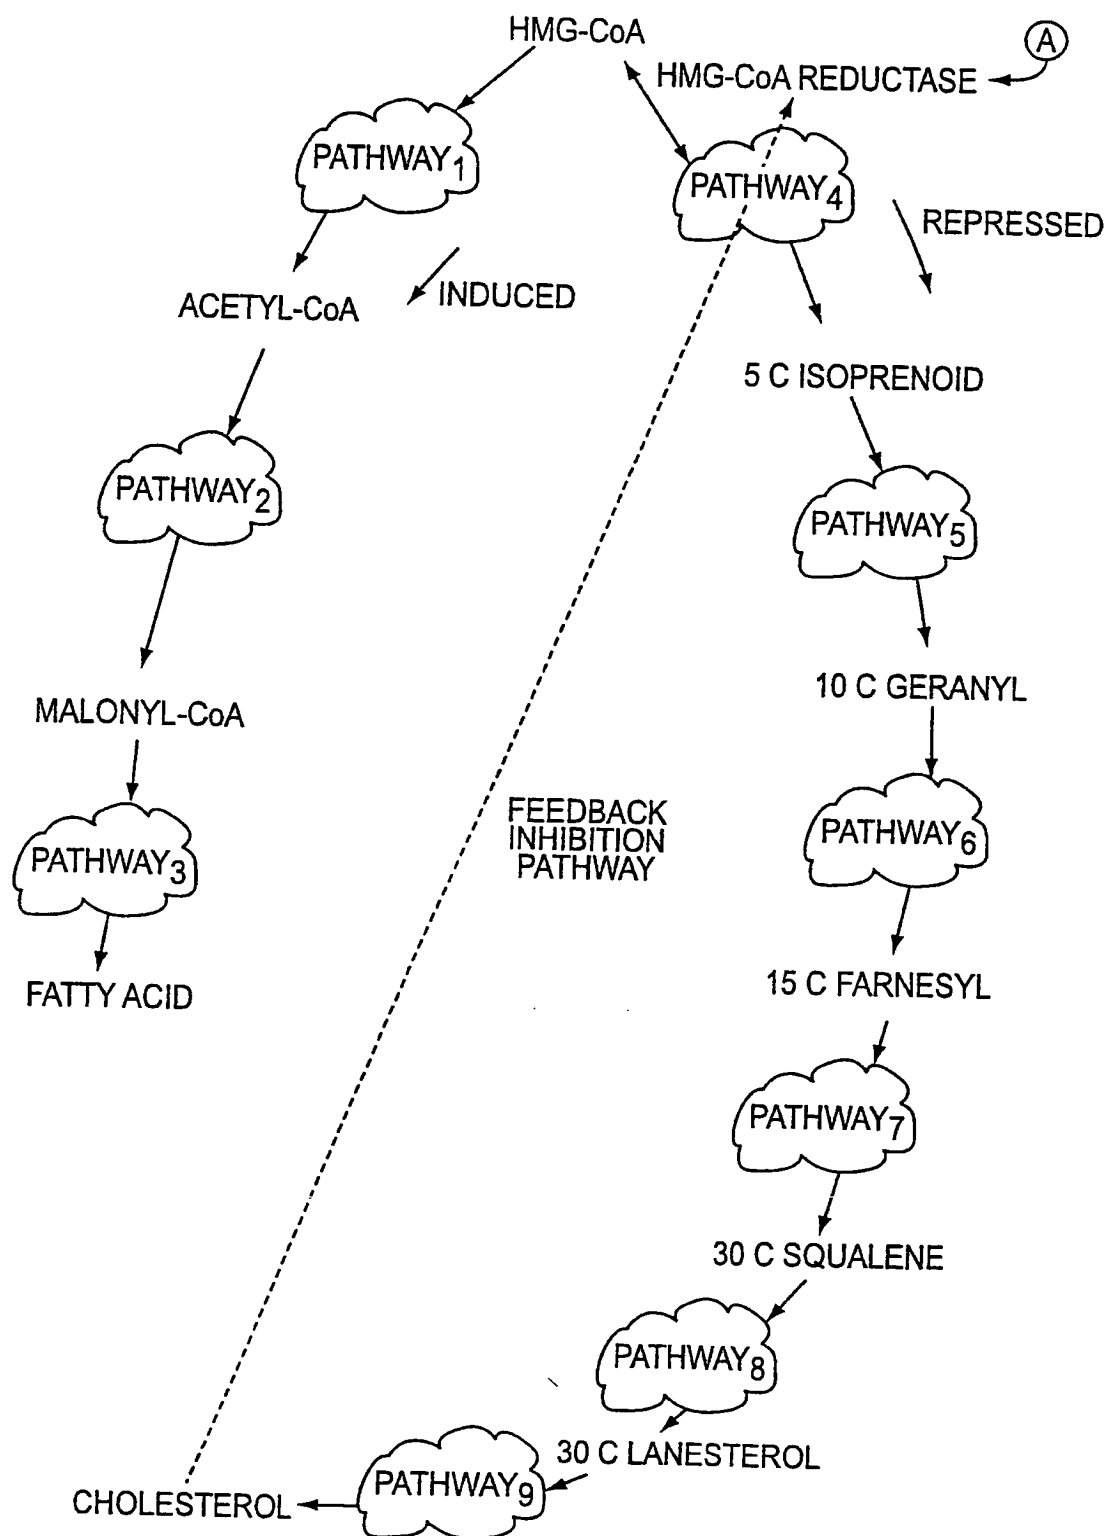 HMG-CoA
A
HMG-CoA REDUCTASE
PATHWAY1
PATHWAY4
REPRESSED
INDUCED
ACETYL-CoA
5 C ISOPRENOID
PATHWAY2
PATHWAY5
10 C GERANYL
MALONYL-CoA
FEEDBACK
INHIBITION
PATHWAY
PATHWAY6
PATHWAY3
15 C FARNESYL
FATTY ACID
PATHWAY7
30 C SQUALENE
PATHWAY8
30 C LANESTEROL
PATHWAY9
CHOLESTEROL